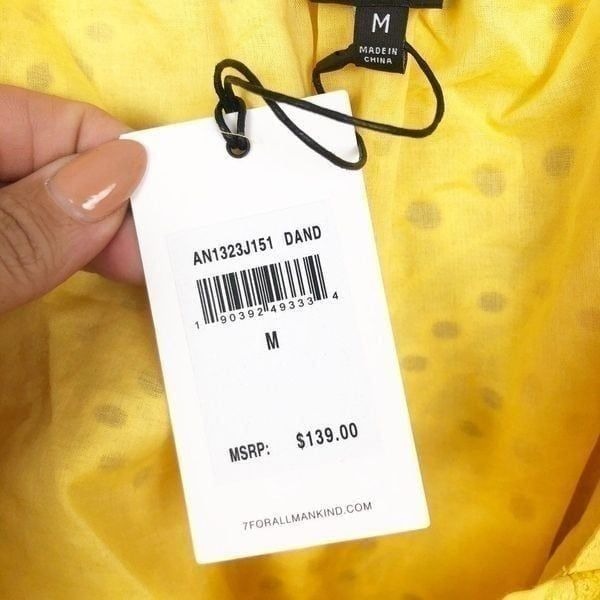 M
MADE IN
CHINA
AN1323J151 DAND
1 90392 49333 4
M
MSRP: $139.00
7FORALLMANKIND.COM